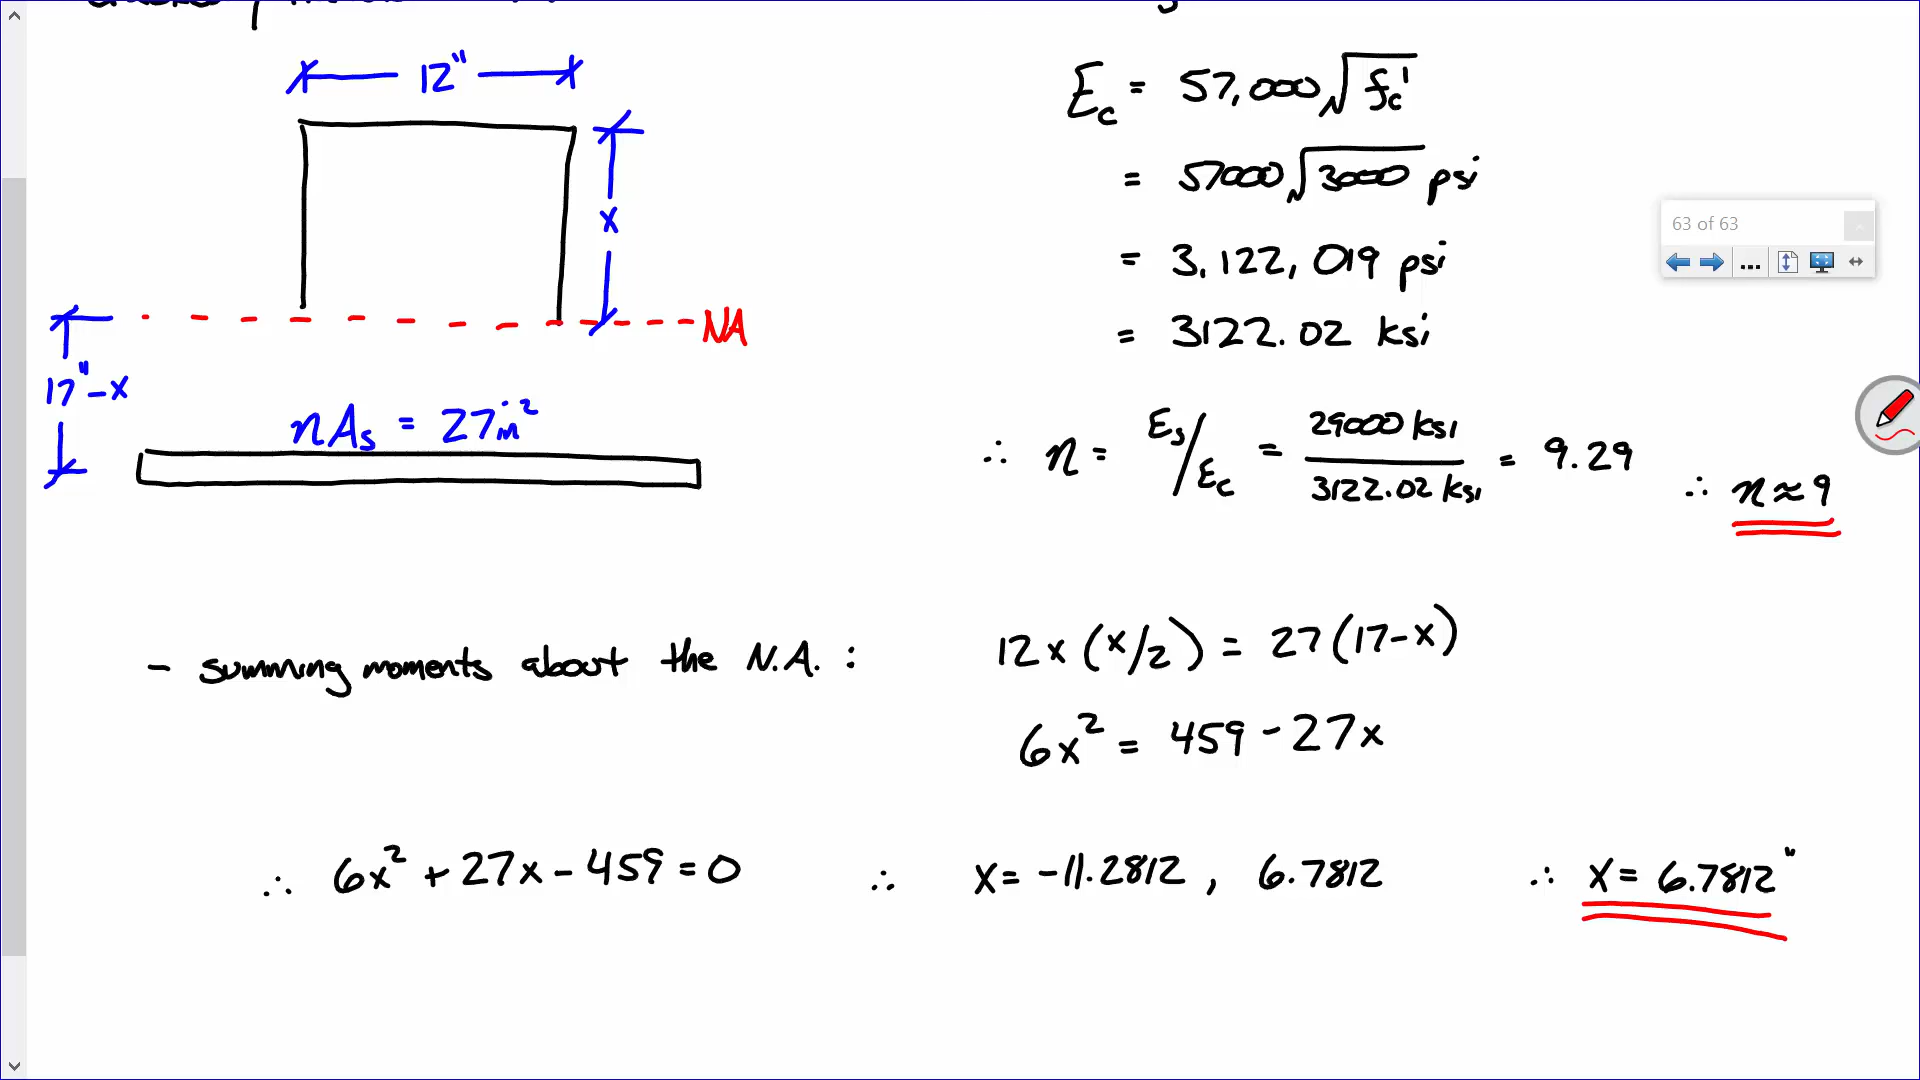 12"
x
NA
17"-x
nAs = 27in²
Ec = 57,000√fc'
= 57000√3000 psi
= 3,122,019 psi
= 3122.02 ksi
∴ n = Es/Ec = 29000 ksi / 3122.02 ksi = 9.29 ∴ n ≈ 9
63 of 63
- summing moments about the N.A. : 12x(x/2) = 27(17-x)
6x² = 459 - 27x
∴ 6x² + 27x - 459 = 0 ∴ x = -11.2812, 6.7812 ∴ x = 6.7812"